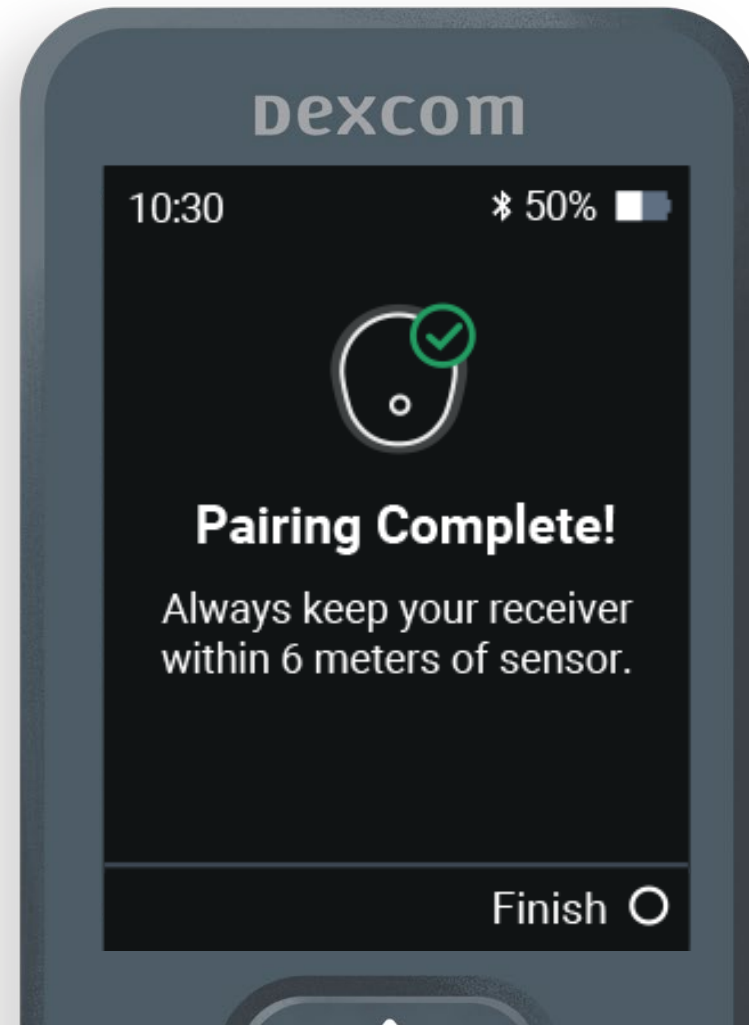 Dexcom
10:30
50%
Pairing Complete!
Always keep your receiver
within 6 meters of sensor.
Finish